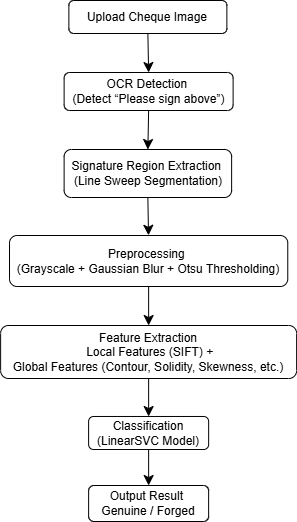 Upload Cheque Image
OCR Detection
(Detect “Please sign above”)
Signature Region Extraction
(Line Sweep Segmentation)
Preprocessing
(Grayscale + Gaussian Blur + Otsu Thresholding)
Feature Extraction
Local Features (SIFT) +
Global Features (Contour, Solidity, Skewness, etc.)
Classification
(LinearSVC Model)
Output Result
Genuine / Forged